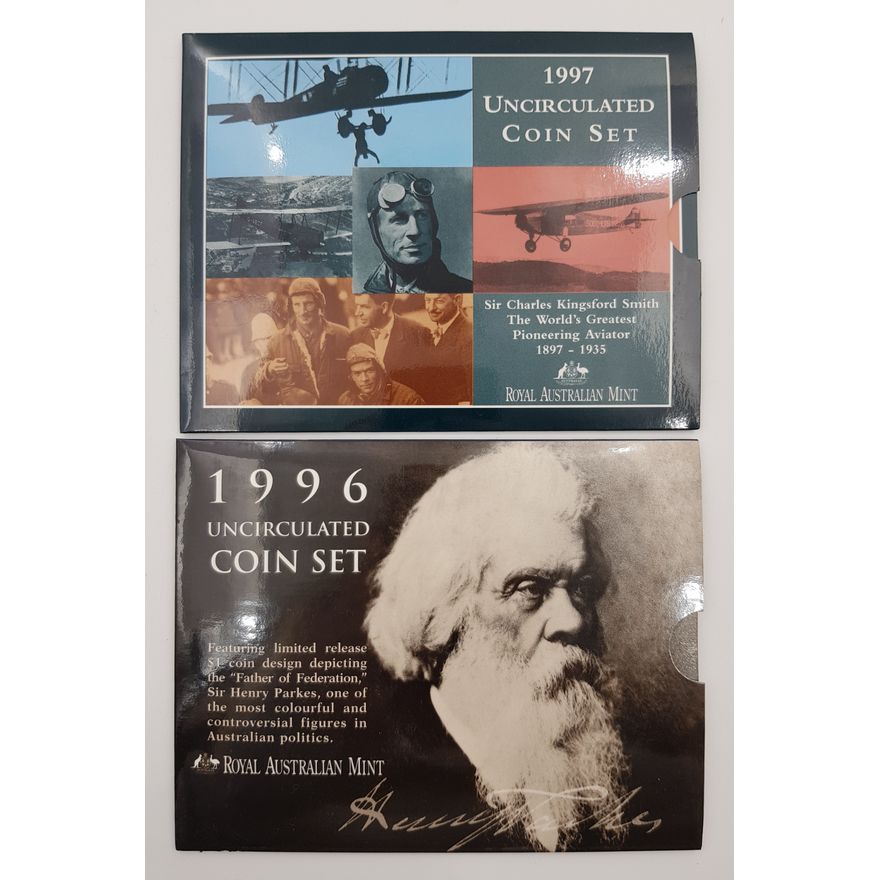 1997
UNCIRCULATED
COIN SET
Sir Charles Kingsford Smith
The World's Greatest
Pioneering Aviator
1897 - 1935
ROYAL AUSTRALIAN MINT
1996
UNCIRCULATED
COIN SET
Featuring limited release
$1 coin design depicting
the "Father of Federation,"
Sir Henry Parkes, one of
the most colourful and
controversial figures in
Australian politics.
ROYAL AUSTRALIAN MINT
Henry Parkes